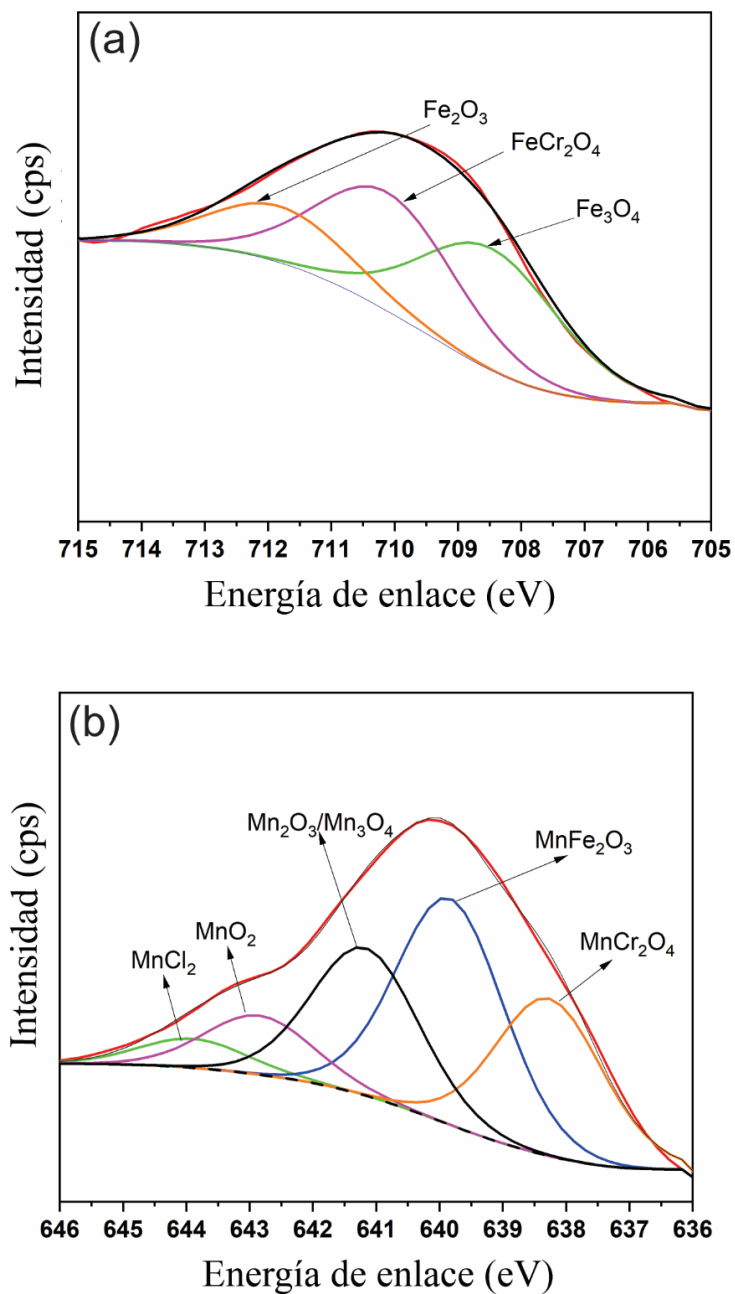 (a)
Fe₂O₃
FeCr₂O₄
Fe₃O₄
Intensidad (cps)
715 714 713 712 711 710 709 708 707 706 705
Energía de enlace (eV)
(b)
Mn₂O₃/Mn₃O₄
MnFe₂O₃
MnO₂
MnCr₂O₄
MnCl₂
Intensidad (cps)
646 645 644 643 642 641 640 639 638 637 636
Energía de enlace (eV)